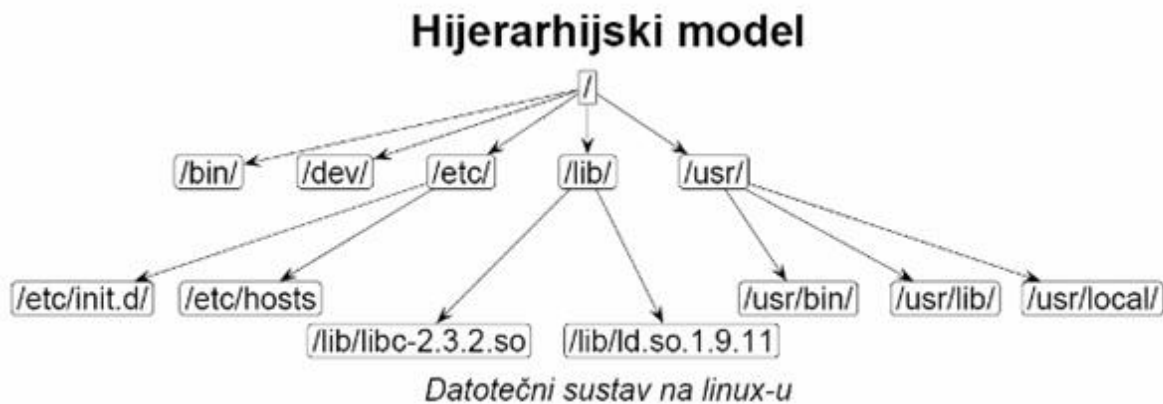 Hijerarhijski model
/
/bin/ /dev/ /etc/ /lib/ /usr/
/etc/init.d/ /etc/hosts /usr/bin/ /usr/lib/ /usr/local/
/lib/libc-2.3.2.so /lib/ld.so.1.9.11
Datotečni sustav na linux-u